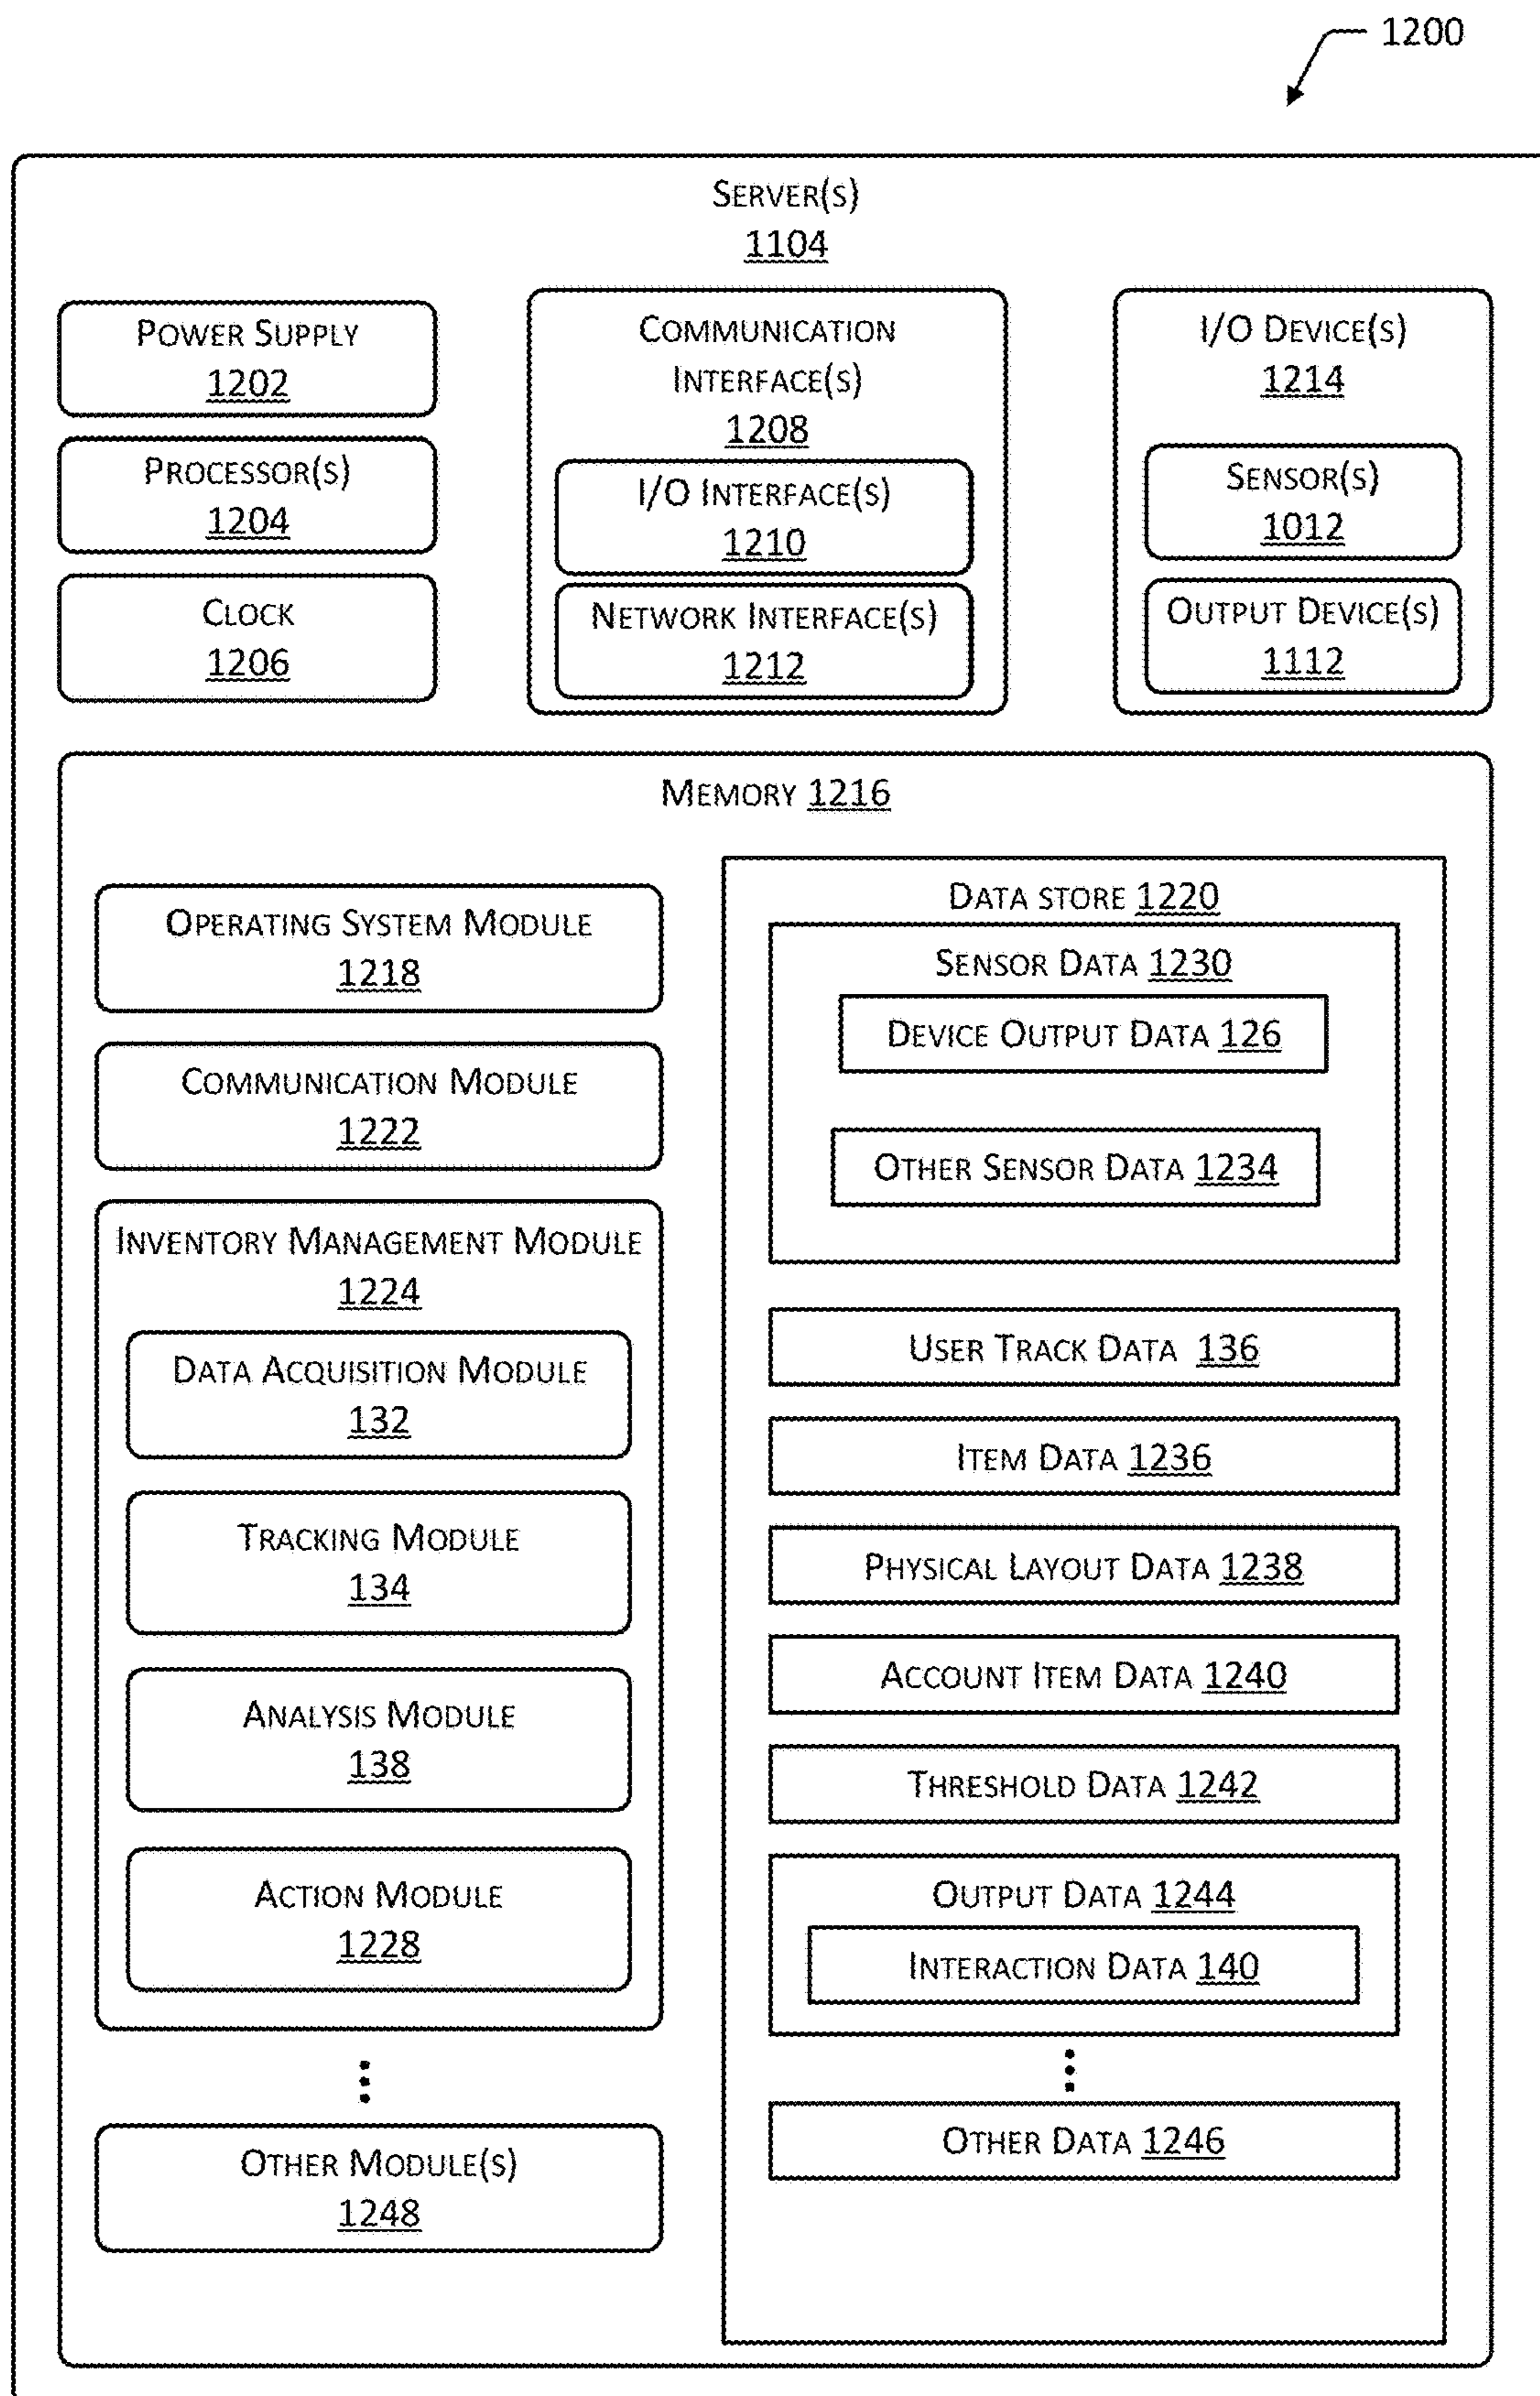 1200
SERVER(S)
1104
POWER SUPPLY
1202
PROCESSOR(S)
1204
CLOCK
1206
COMMUNICATION
INTERFACE(S)
1208
I/O INTERFACE(S)
1210
NETWORK INTERFACE(S)
1212
I/O DEVICE(S)
1214
SENSOR(S)
1012
OUTPUT DEVICE(S)
1112
MEMORY 1216
OPERATING SYSTEM MODULE
1218
COMMUNICATION MODULE
1222
INVENTORY MANAGEMENT MODULE
1224
DATA ACQUISITION MODULE
132
TRACKING MODULE
134
ANALYSIS MODULE
138
ACTION MODULE
1228
OTHER MODULE(S)
1248
DATA STORE 1220
SENSOR DATA 1230
DEVICE OUTPUT DATA 126
OTHER SENSOR DATA 1234
USER TRACK DATA 136
ITEM DATA 1236
PHYSICAL LAYOUT DATA 1238
ACCOUNT ITEM DATA 1240
THRESHOLD DATA 1242
OUTPUT DATA 1244
INTERACTION DATA 140
OTHER DATA 1246